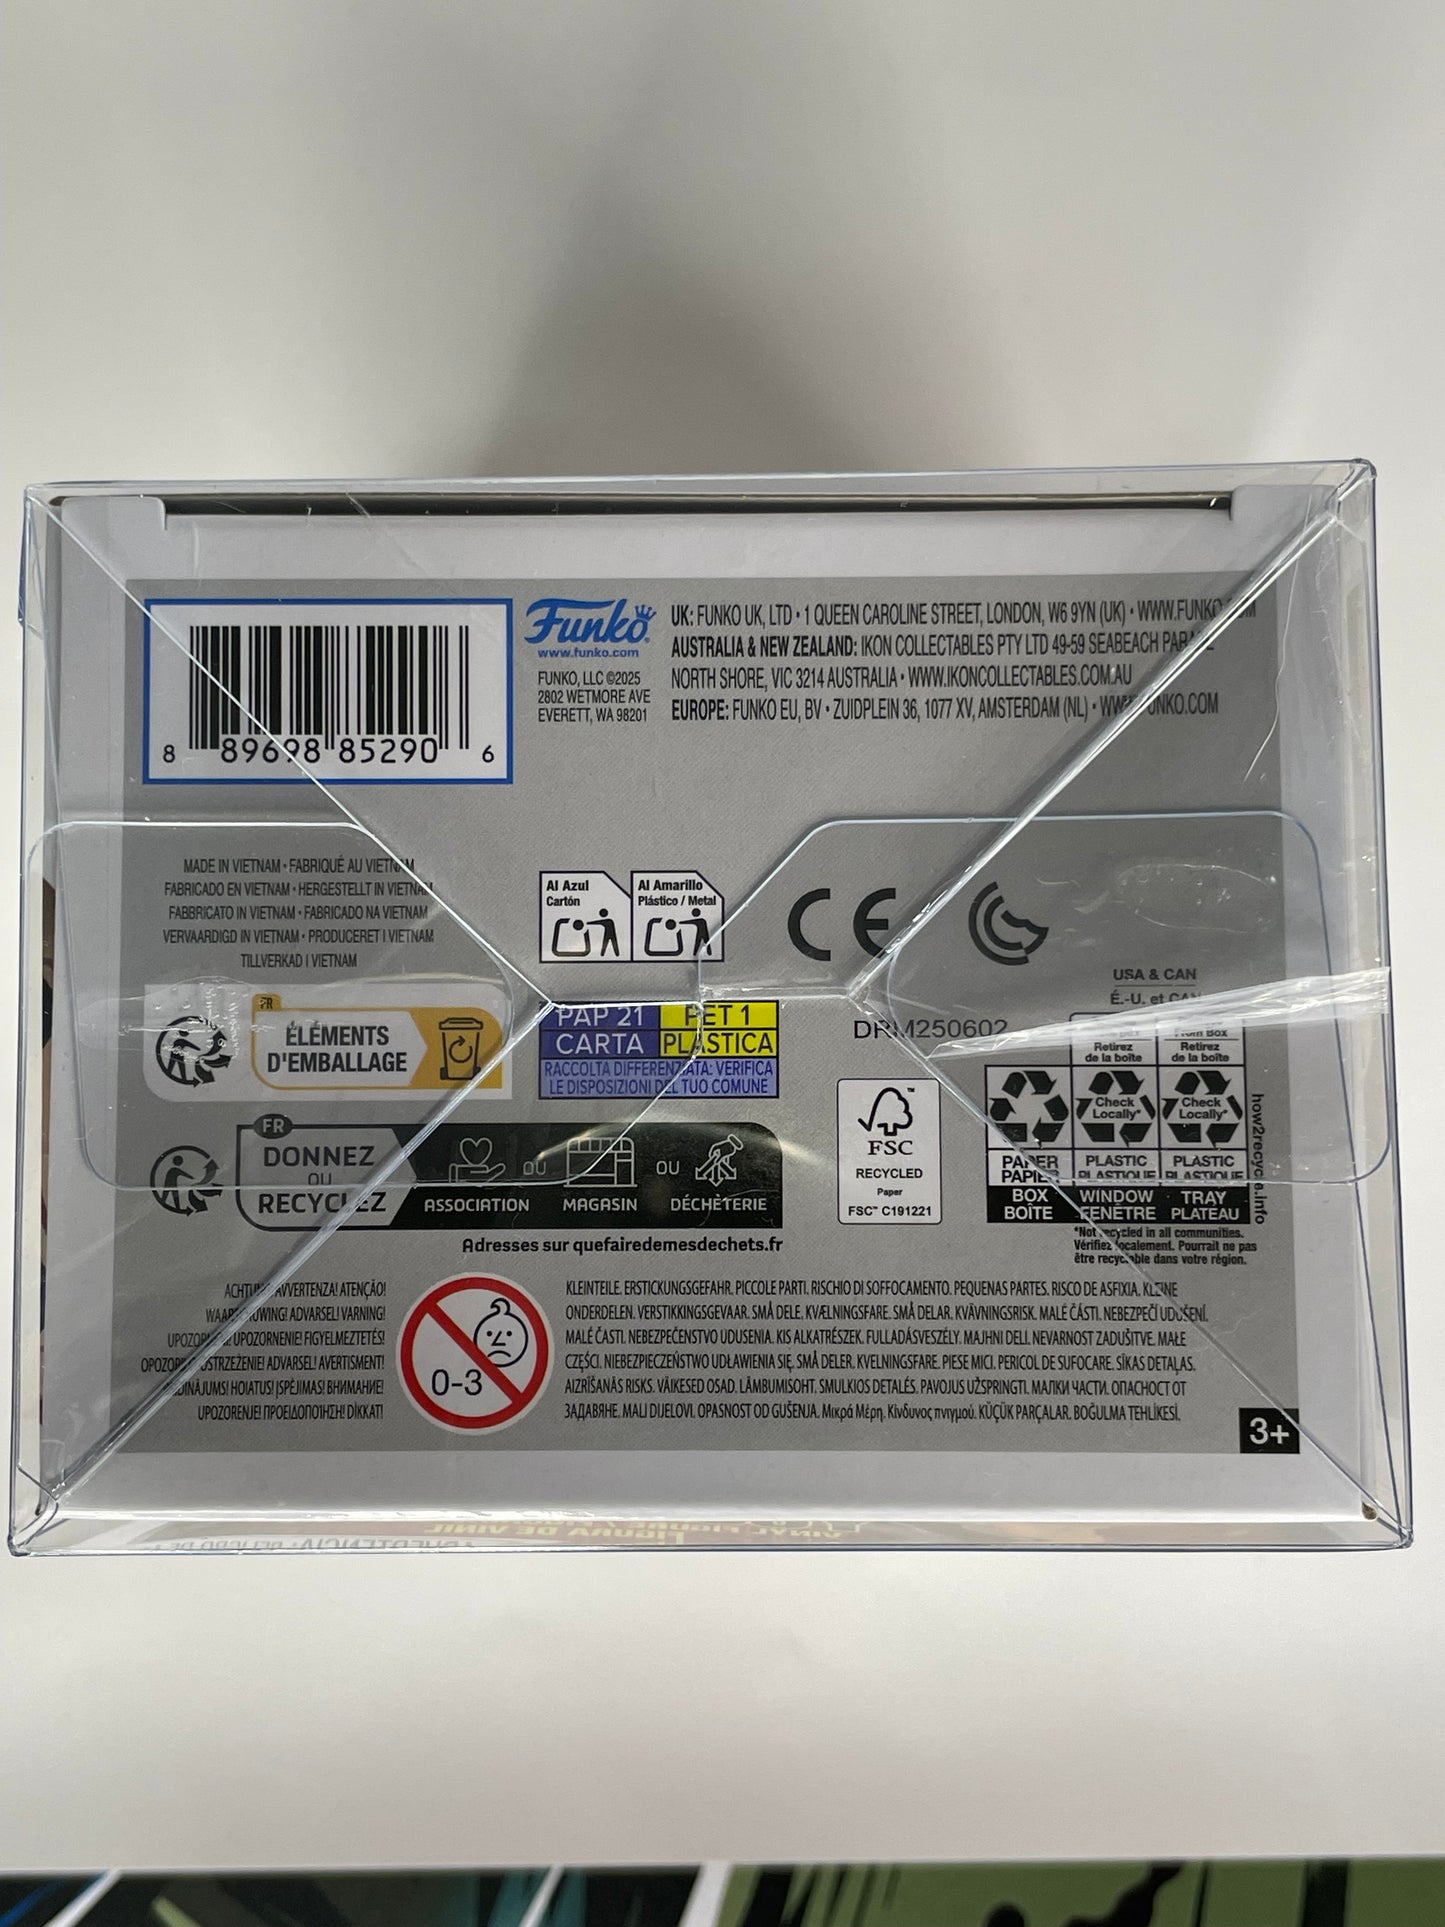 8 89698 85290 6
Funko
www.funko.com
FUNKO, LLC ©2025
2802 WETMORE AVE
EVERETT, WA 98201
UK: FUNKO UK, LTD • 1 QUEEN CAROLINE STREET, LONDON, W6 9YN (UK) •
AUSTRALIA & NEW ZEALAND: IKON COLLECTABLES PTY LTD 49-59 SEABEACH
NORTH SHORE, VIC 3214 AUSTRALIA • WWW.IKONCOLLECTABLES.COM.AU
EUROPE: FUNKO EU, BV • ZUIDPLEIN 36, 1077 XV, AMSTERDAM (NL) •
MADE IN VIETNAM • FABRIQUÉ AU VIETNAM
FABRICADO EN VIETNAM • HERGESTELLT IN VIETNAM
FABBRICATO IN VIETNAM • FABRICADO NA VIETNAM
VERVAARDIGD IN VIETNAM • PRODUCERET I VIETNAM
TILLVERKAD I VIETNAM
Al Azul
Cartón
Al Amarillo
Plástico / Metal
CE
FR
ÉLÉMENTS
D'EMBALLAGE
PAP 21
CARTA
PET 1
PLASTICA
RACCOLTA DIFFERENZIATA: VERIFICA
LE DISPOSIZIONI DEL TUO COMUNE
DRM250602
FR
DONNEZ
OU
RECYCLEZ
ASSOCIATION
OU
MAGASIN
OU
DÉCHÈTERIE
Adresses sur quefairedemesdechets.fr
FSC™
RECYCLED
Paper
FSC™ C191221
USA & CAN
É.-U. et CAN
from Box
Retirez
de la boîte
Retirez
de la boîte
Check
Locally*
Check
Locally*
PAPER
PAPIER
PLASTIC
PLASTIQUE
PLASTIC
PLASTIQUE
BOX
BOÎTE
WINDOW
FENÊTRE
TRAY
PLATEAU
how2recycle.info
*Not recycled in all communities.
Vérifiez localement. Pourrait ne pas
être recyclable dans votre région.
ACHTUNG! AVVERTENZA! ATENÇÃO!
WAARSCHUWING! ADVARSEL! VARNING!
UPOZORNENIE! FIGYELMEZTETÉS!
OSTRZEŻENIE! ADVARSEL! AVERTISMENT!
BRĪDINĀJUMS! HOIATUS! ĮSPĖJIMAS! ВНИМАНИЕ!
UPOZORENJE! ΠΡΟΕΙΔΟΠΟΙΗΣΗ! DİKKAT!
0-3
KLEINTEILE. ERSTICKUNGSGEFAHR. PICCOLE PARTI. RISCHIO DI SOFFOCAMENTO. PEQUENAS PARTES. RISCO DE ASFIXIA. KLEINE
ONDERDELEN. VERSTIKKINGSGEVAAR. SMÅ DELE. KVÆLNINGSFARE. SMÅ DELAR. KVÄVNINGSRISK. MALÉ ČÁSTI. NEBEZPEČÍ UDUŠENÍ.
MALÉ ČASTI. NEBEZPEČENSTVO UDUSENIA. KIS ALKATRÉSZEK. FULLADÁSVESZÉLY. MAJHNI DELI. NEVARNOST ZADUŠITVE. MAŁE
CZĘŚCI. NIEBEZPIECZEŃSTWO UDŁAWIENIA SIĘ. SMÅ DELER. KVELNINGSFARE. PIESE MICI. PERICOL DE SUFOCARE. SĪKAS DETAĻAS.
AIZRĪŠANĀS RISKS. VÄIKESED OSAD. LÄMBUMISOHT. SMULKIOS DETALĖS. PAVOJUS UŽSPRINGTI. МАЛКИ ЧАСТИ. ОПАСНОСТ ОТ
ЗАДАВЯНЕ. MALI DIJELOVI. OPASNOST OD GUŠENJA. Μικρά Μέρη. Κίνδυνος πνιγμού. KÜÇÜK PARÇALAR. BOĞULMA TEHLİKESİ.
3+
FIGURA DE VINIL